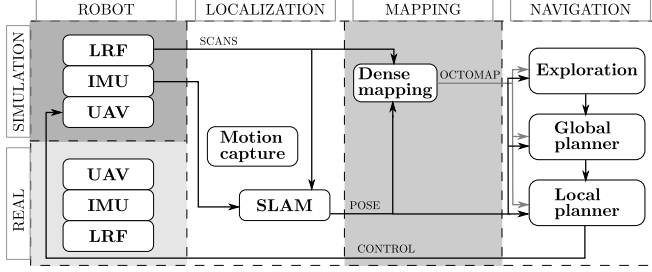 ROBOT
LOCALIZATION
MAPPING
NAVIGATION
SIMULATION
LRF
IMU
UAV
SCANS
Dense
mapping
OCTOMAP
Exploration
Motion
capture
Global
planner
REAL
UAV
IMU
LRF
SLAM
POSE
Local
planner
CONTROL